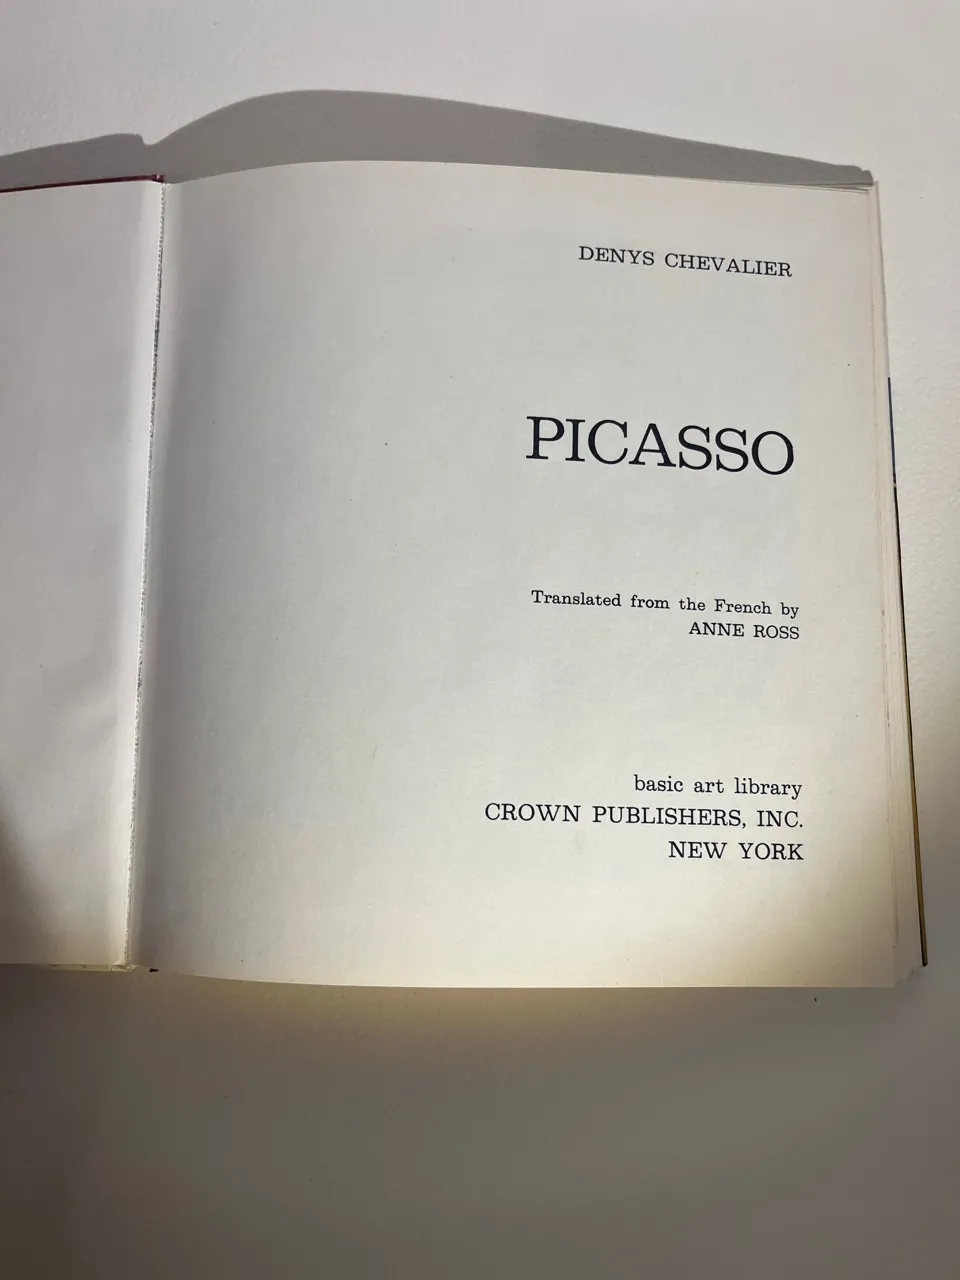 DENYS CHEVALIER
PICASSO
Translated from the French by
ANNE ROSS
basic art library
CROWN PUBLISHERS, INC.
NEW YORK